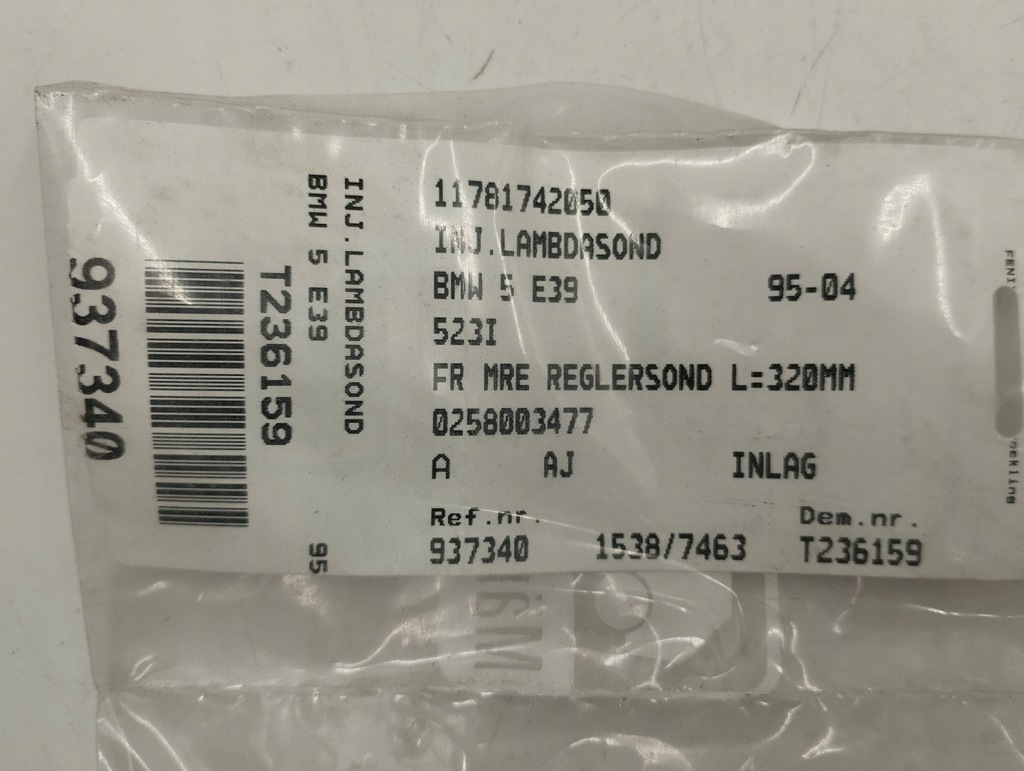 11781742050
INJ.LAMBDASOND
BMW 5 E39 95-04
523I
FR MRE REGLERSOND L=320MM
0258003477
A AJ INLAG
Ref.nr. Dem.nr.
937340 1538/7463 T236159
INJ.LAMBDASOND
BMW 5 E39 95
T236159
937340